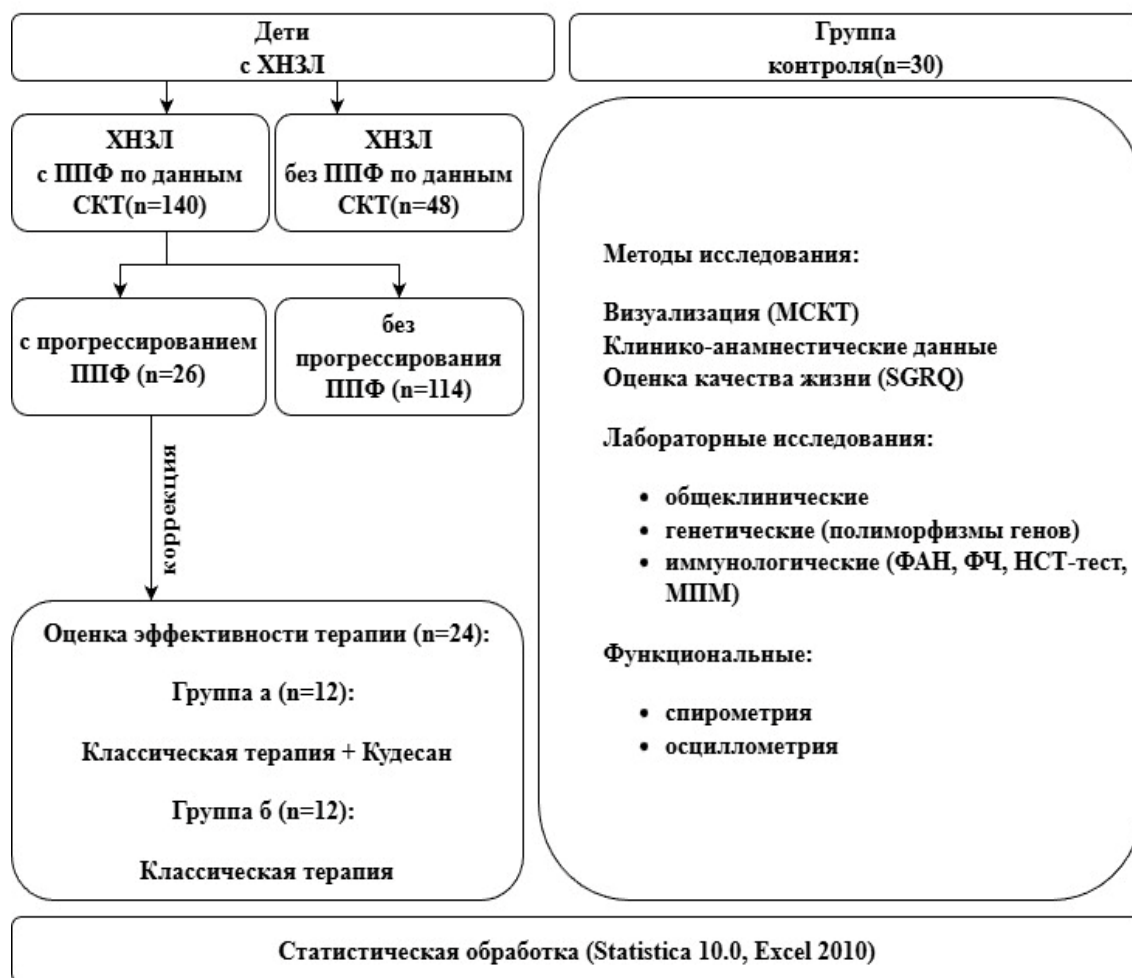 Дети
с ХНЗЛ
Группа
контроля(n=30)
ХНЗЛ
с ППФ по данным
СКТ(n=140)
ХНЗЛ
без ППФ по данным
СКТ(n=48)
с прогрессированием
ППФ (n=26)
без
прогрессирования
ППФ (n=114)
коррекция
Оценка эффективности терапии (n=24):
Группа а (n=12):
Классическая терапия + Кудесан
Группа б (n=12):
Классическая терапия
Методы исследования:
Визуализация (МСКТ)
Клинико-анамнестические данные
Оценка качества жизни (SGRQ)
Лабораторные исследования:
• общеклинические
• генетические (полиморфизмы генов)
• иммунологические (ФАН, ФЧ, НСТ-тест,
МПМ)
Функциональные:
• спирометрия
• осциллометрия
Статистическая обработка (Statistica 10.0, Excel 2010)